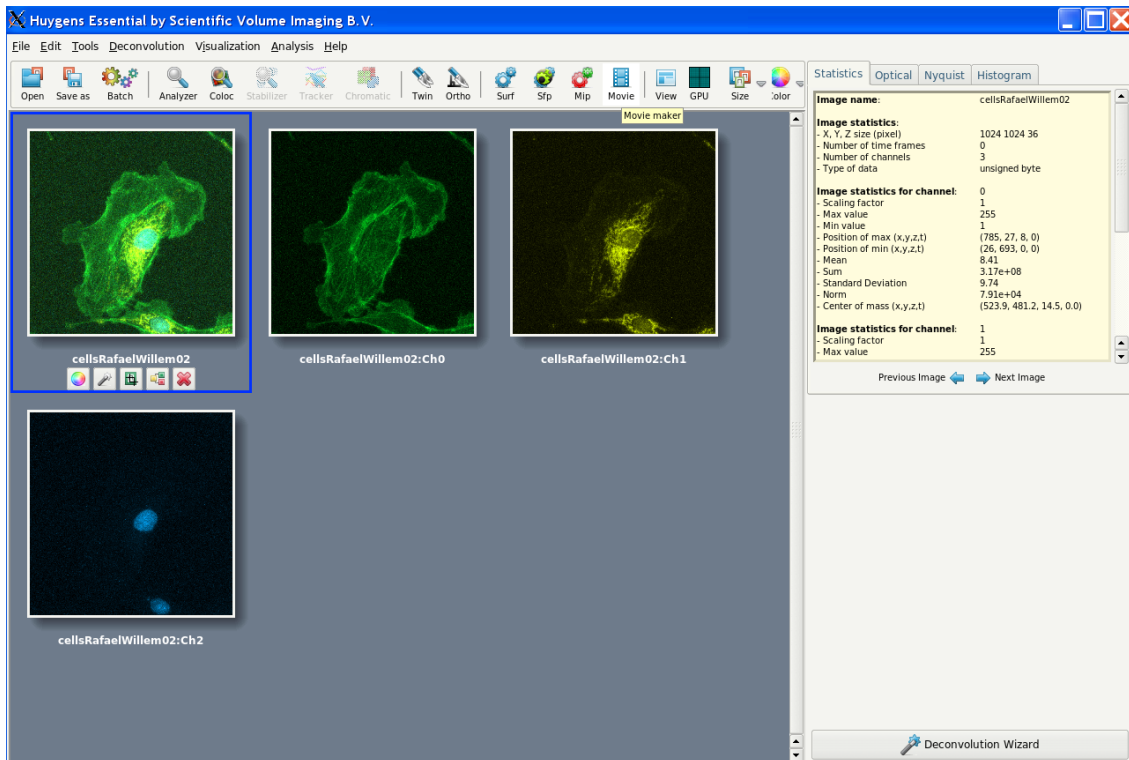 Huygens Essential by Scientific Volume Imaging B.V.
File Edit Tools Deconvolution Visualization Analysis Help
Open Save as Batch Analyzer Coloc Stabilizer Tracker Chromatic Twin Ortho Surf Sfp Mip Movie View GPU Size :olor
Movie maker
Statistics Optical Nyquist Histogram
Image name: cellsRafaelWillem02
Image statistics:
- X, Y, Z size (pixel) 1024 1024 36
- Number of time frames 0
- Number of channels 3
- Type of data unsigned byte
Image statistics for channel: 0
- Scaling factor 1
- Max value 255
- Min value 1
- Position of max (x,y,z,t) (785, 27, 8, 0)
- Position of min (x,y,z,t) (26, 693, 0, 0)
- Mean 8.41
- Sum 3.17e+08
- Standard Deviation 9.74
- Norm 7.91e+04
- Center of mass (x,y,z,t) (523.9, 481.2, 14.5, 0.0)
Image statistics for channel: 1
- Scaling factor 1
- Max value 255
Previous Image Next Image
cellsRafaelWillem02 cellsRafaelWillem02:Ch0 cellsRafaelWillem02:Ch1
cellsRafaelWillem02:Ch2
Deconvolution Wizard